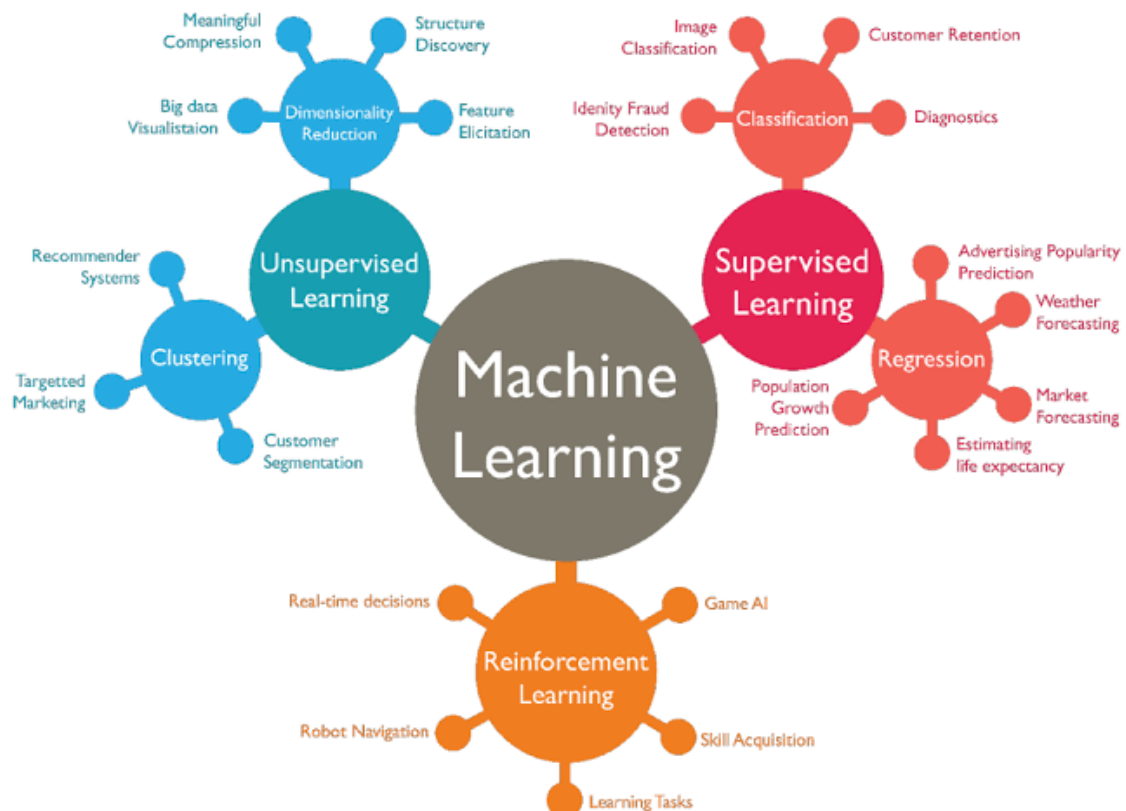 Meaningful
Compression
Structure
Discovery
Big data
Visualistaion
Dimensionality
Reduction
Feature
Elicitation
Image
Classification
Customer Retention
Idenity Fraud
Detection
Classification
Diagnostics
Unsupervised
Learning
Supervised
Learning
Recommender
Systems
Clustering
Targetted
Marketing
Customer
Segmentation
Machine
Learning
Advertising Popularity
Prediction
Weather
Forecasting
Regression
Population
Growth
Prediction
Market
Forecasting
Estimating
life expectancy
Real-time decisions
Game AI
Reinforcement
Learning
Robot Navigation
Skill Acquisition
Learning Tasks